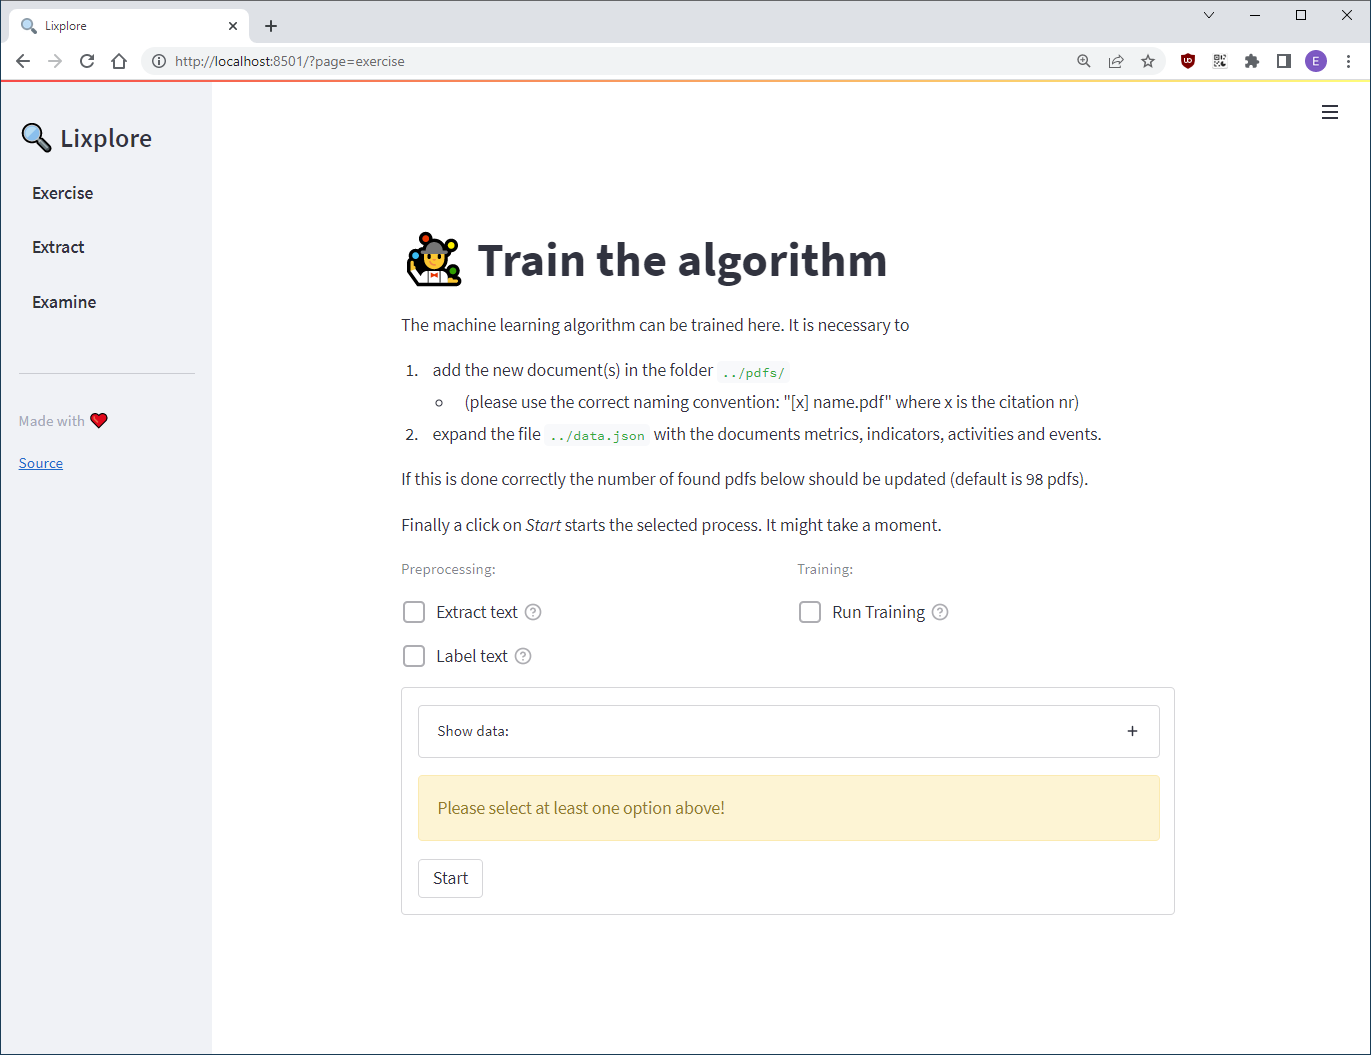 Lixplore
http://localhost:8501/?page=exercise
E
Lixplore
Exercise
Extract
Examine
Made with
Source
Train the algorithm
The machine learning algorithm can be trained here. It is necessary to
1. add the new document(s) in the folder ../pdfs/
(please use the correct naming convention: "[x] name.pdf" where x is the citation nr)
2. expand the file ../data.json with the documents metrics, indicators, activities and events.
If this is done correctly the number of found pdfs below should be updated (default is 98 pdfs).
Finally a click on Start starts the selected process. It might take a moment.
Preprocessing:
Training:
Extract text
Run Training
Label text
Show data:
Please select at least one option above!
Start